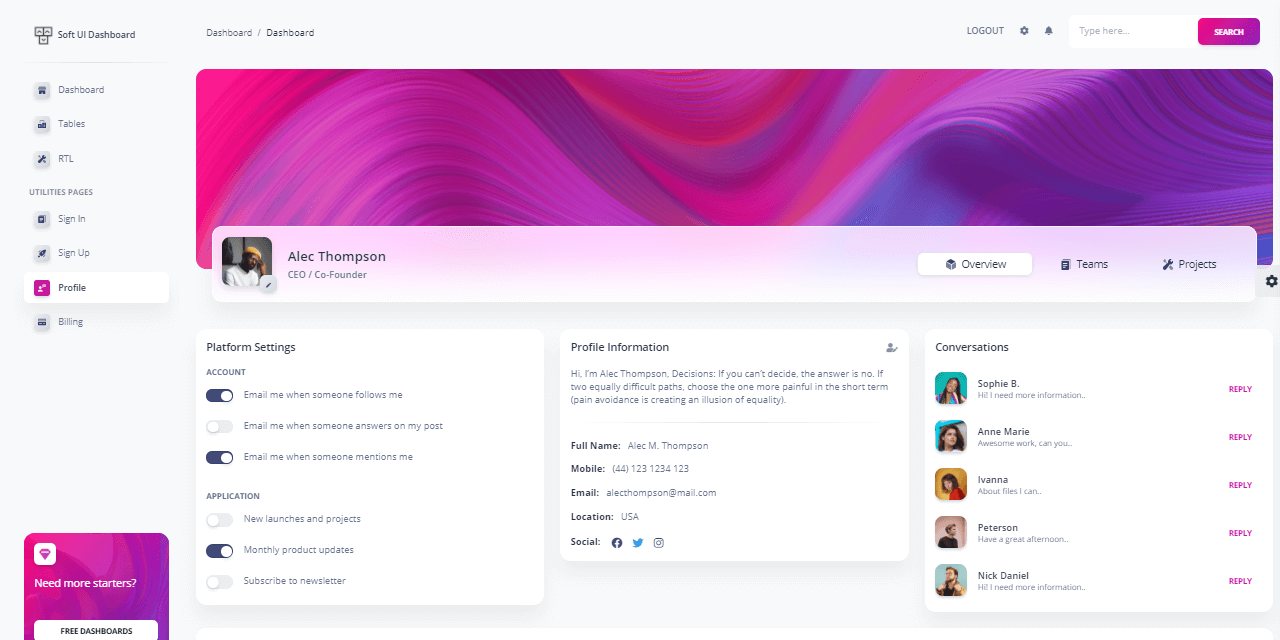 Soft UI Dashboard
Dashboard / Dashboard
LOGOUT
Type here...
SEARCH
Dashboard
Tables
RTL
UTILITIES PAGES
Sign In
Sign Up
Profile
Billing
Need more starters?
FREE DASHBOARDS
Alec Thompson
CEO / Co-Founder
Overview
Teams
Projects
Platform Settings
ACCOUNT
Email me when someone follows me
Email me when someone answers on my post
Email me when someone mentions me
APPLICATION
New launches and projects
Monthly product updates
Subscribe to newsletter
Profile Information
Hi, I'm Alec Thompson, Decisions: If you can't decide, the answer is no. If
two equally difficult paths, choose the one more painful in the short term
(pain avoidance is creating an illusion of equality).
Full Name: Alec M. Thompson
Mobile: (44) 123 1234 123
Email: alecthompson@mail.com
Location: USA
Social:
Conversations
Sophie B.
Hi! I need more information..
REPLY
Anne Marie
Awesome work, can you..
REPLY
Ivanna
About files I can..
REPLY
Peterson
Have a great afternoon..
REPLY
Nick Daniel
Hi! I need more information..
REPLY